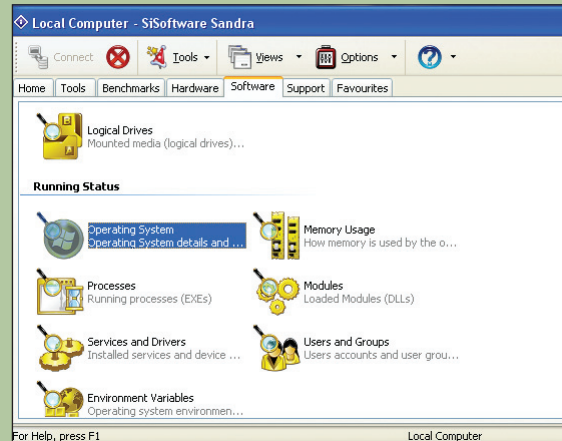 Local Computer - SiSoftware Sandra
Connect Tools Views Options
Home Tools Benchmarks Hardware Software Support Favourites
Logical Drives
Mounted media (logical drives)...
Running Status
Operating System
Operating System details and ...
Memory Usage
How memory is used by the o...
Processes
Running processes (EXEs)
Modules
Loaded Modules (DLLs)
Services and Drivers
Installed services and device ...
Users and Groups
Users accounts and user grou...
Environment Variables
Operating system environmen...
For Help, press F1
Local Computer